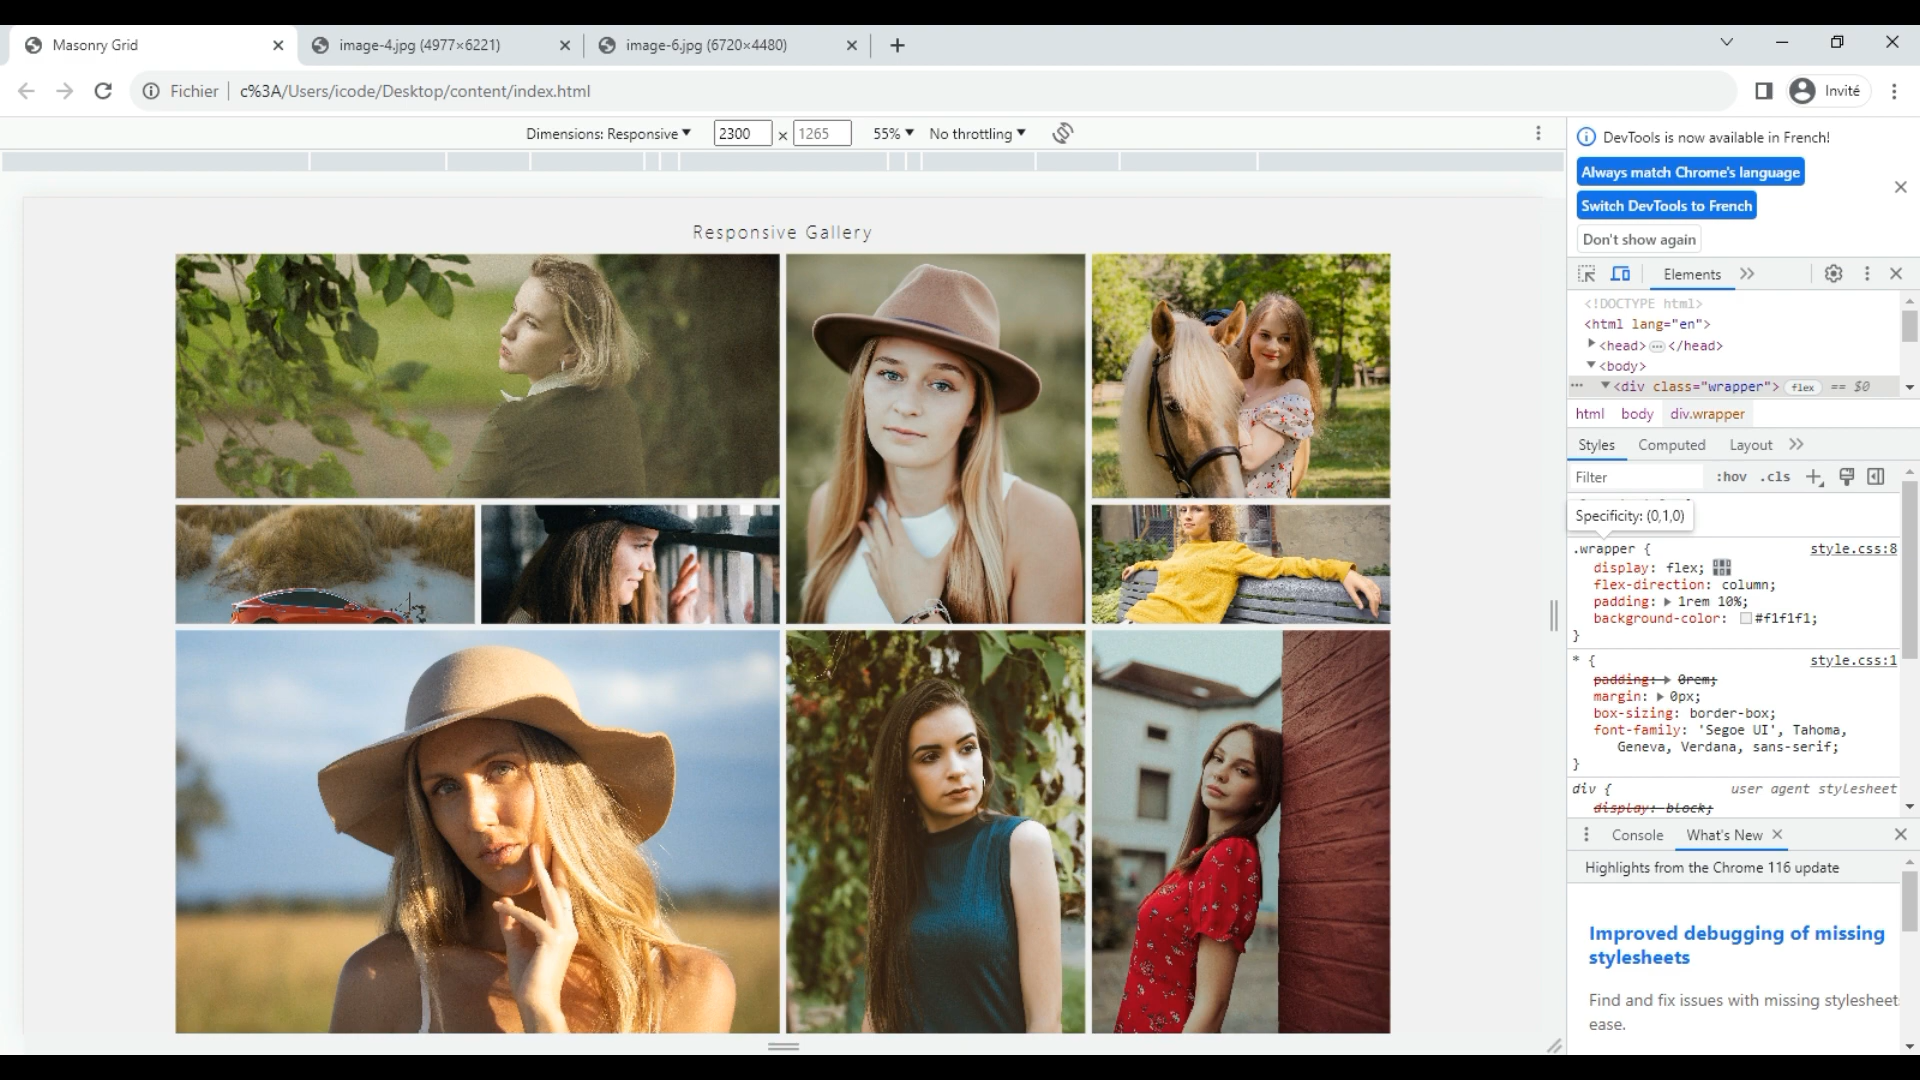 Masonry Grid
image-4.jpg (4977×6221)
image-6.jpg (6720×4480)
Fichier
c%3A/Users/icode/Desktop/content/index.html
Invité
Dimensions: Responsive
2300 x 1265
55%
No throttling
Responsive Gallery
DevTools is now available in French!
Always match Chrome's language
Switch DevTools to French
Don't show again
Elements
<!DOCTYPE html>
<html lang="en">
<head> … </head>
<body>
… <div class="wrapper"> flex == $0
html body div.wrapper
Styles Computed Layout
Filter :hov .cls
Specificity: (0,1,0)
.wrapper { style.css:8
display: flex;
flex-direction: column;
padding: 1rem 10%;
background-color: #f1f1f1;
}
* { style.css:1
padding: 0rem;
margin: 0px;
box-sizing: border-box;
font-family: 'Segoe UI', Tahoma,
Geneva, Verdana, sans-serif;
}
div { user agent stylesheet
display: block;
Console What's New
Highlights from the Chrome 116 update
Improved debugging of missing
stylesheets
Find and fix issues with missing stylesheet
ease.